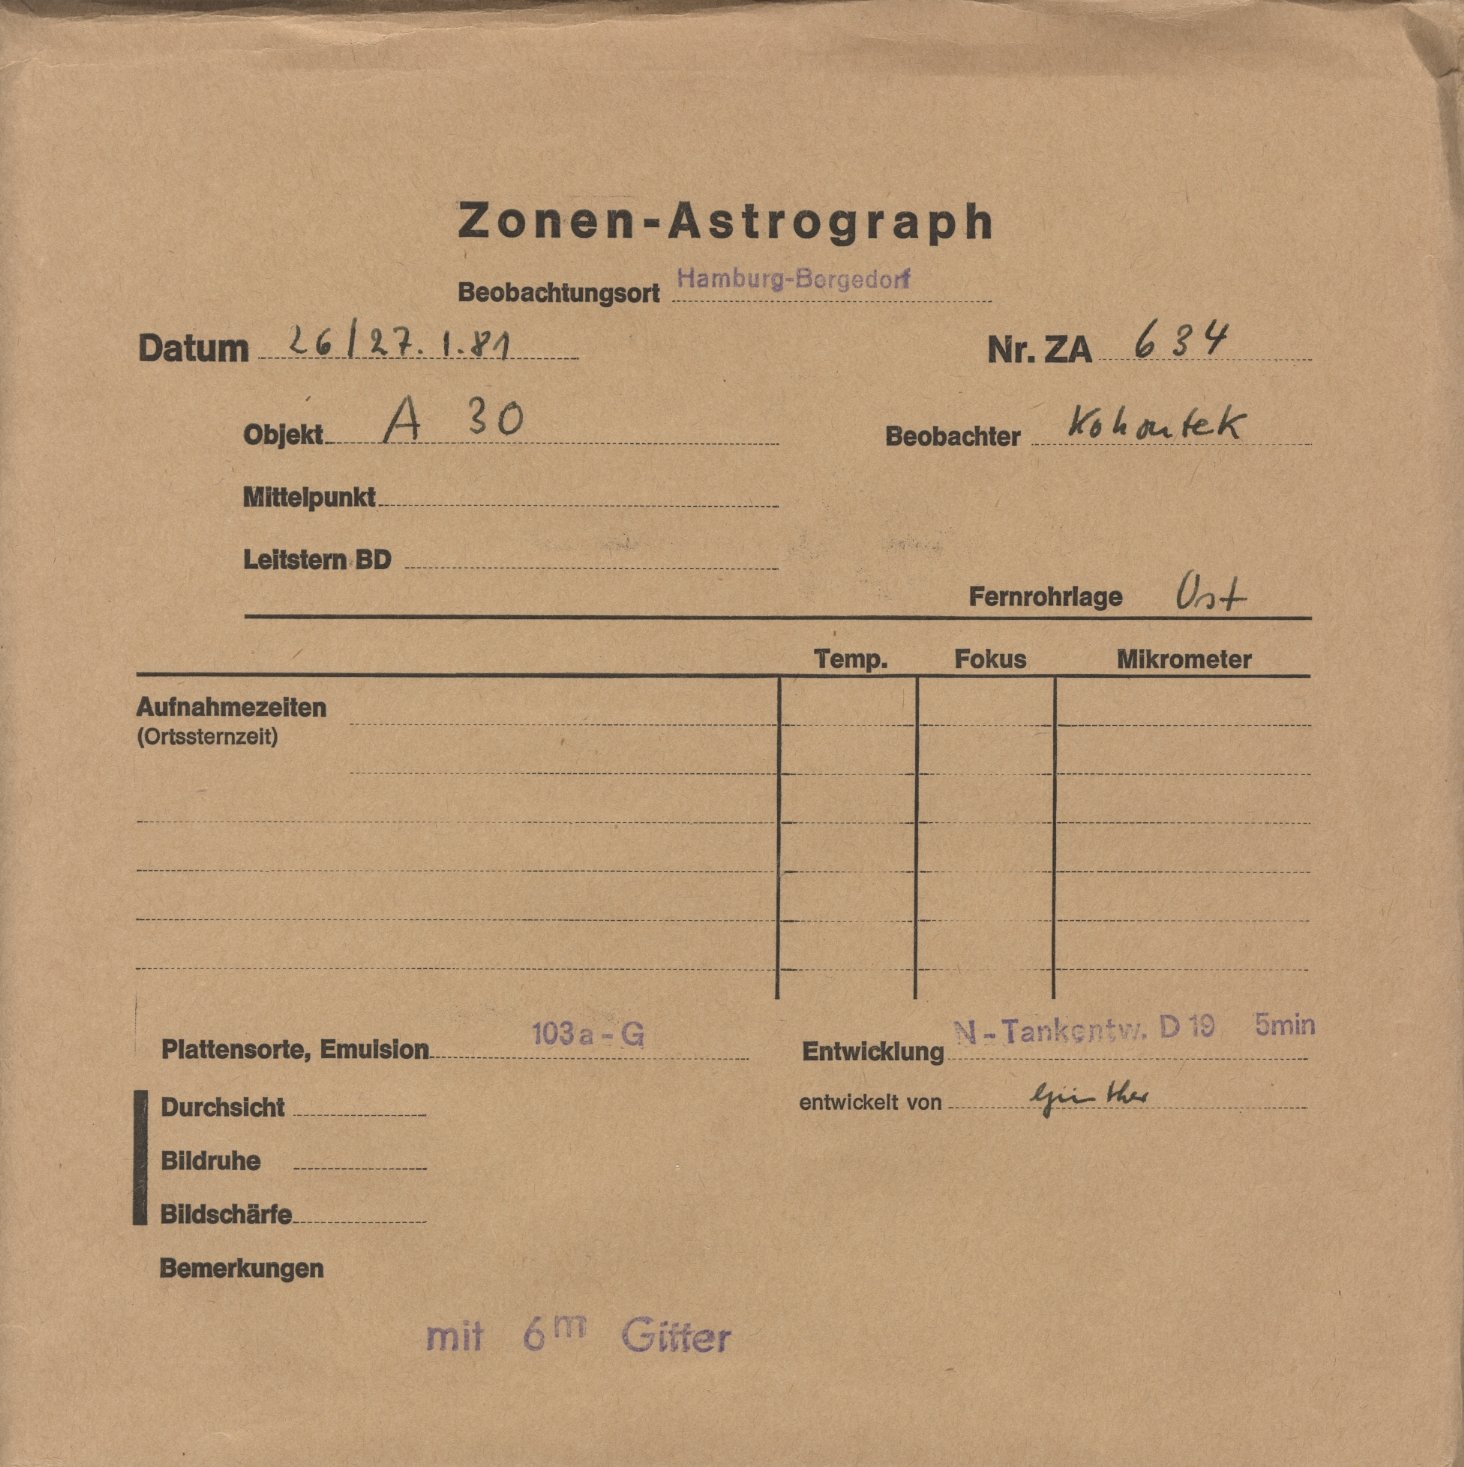 Zonen-Astrograph
Beobachtungsort Hamburg-Bergedorf
Datum 26/27.1.81 Nr. ZA 634
Objekt A 30 Beobachter Kohoutek
Mittelpunkt
Leitstern BD
Fernrohrlage Ost
Temp. Fokus Mikrometer
Aufnahmezeiten
(Ortssternzeit)
Plattensorte, Emulsion 103a-G Entwicklung N-Tankentw. D 19 5min
Durchsicht entwickelt von Günther
Bildruhe
Bildschärfe
Bemerkungen
mit 6m Gitter